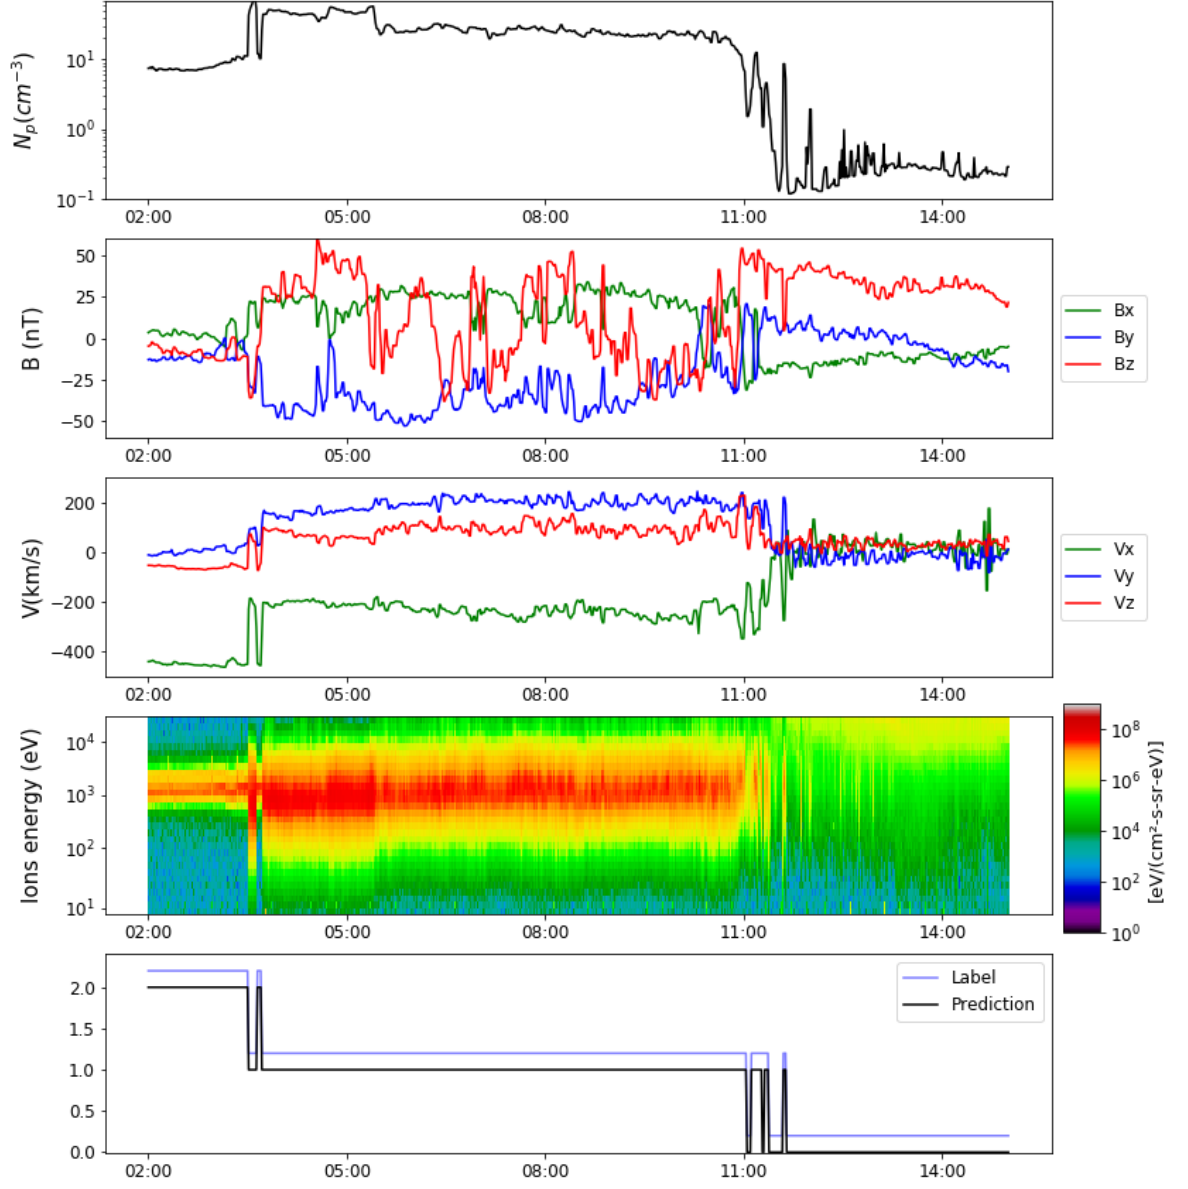 N_p(cm^{-3})
10^1
10^0
10^{-1}
02:00 05:00 08:00 11:00 14:00
B (nT)
50
25
0
−25
−50
Bx
By
Bz
02:00 05:00 08:00 11:00 14:00
V(km/s)
200
0
−200
−400
Vx
Vy
Vz
02:00 05:00 08:00 11:00 14:00
Ions energy (eV)
10^4
10^3
10^2
10^1
10^8
10^6
10^4
10^2
10^0
[eV/(cm²-s-sr-eV)]
02:00 05:00 08:00 11:00 14:00
2.0
1.5
1.0
0.5
0.0
Label
Prediction
02:00 05:00 08:00 11:00 14:00